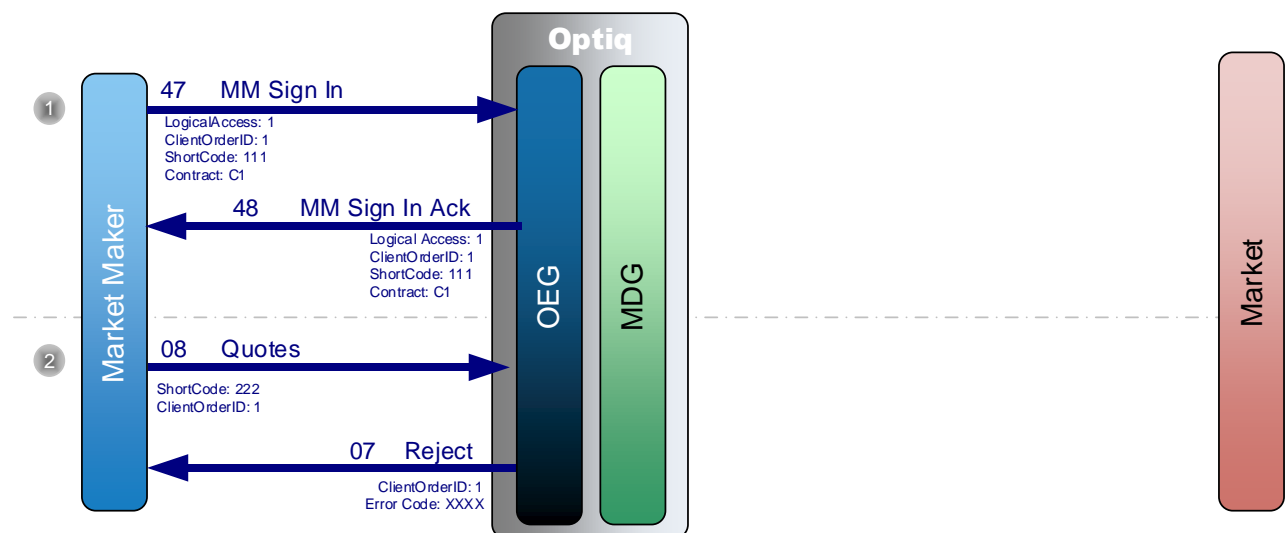 Optiq
1
47 MM Sign In
LogicalAccess: 1
ClientOrderID: 1
ShortCode: 111
Contract: C1
48 MM Sign In Ack
Logical Access: 1
ClientOrderID: 1
ShortCode: 111
Contract: C1
Market Maker
OEG
MDG
Market
2
08 Quotes
ShortCode: 222
ClientOrderID: 1
07 Reject
ClientOrderID: 1
Error Code: XXXX